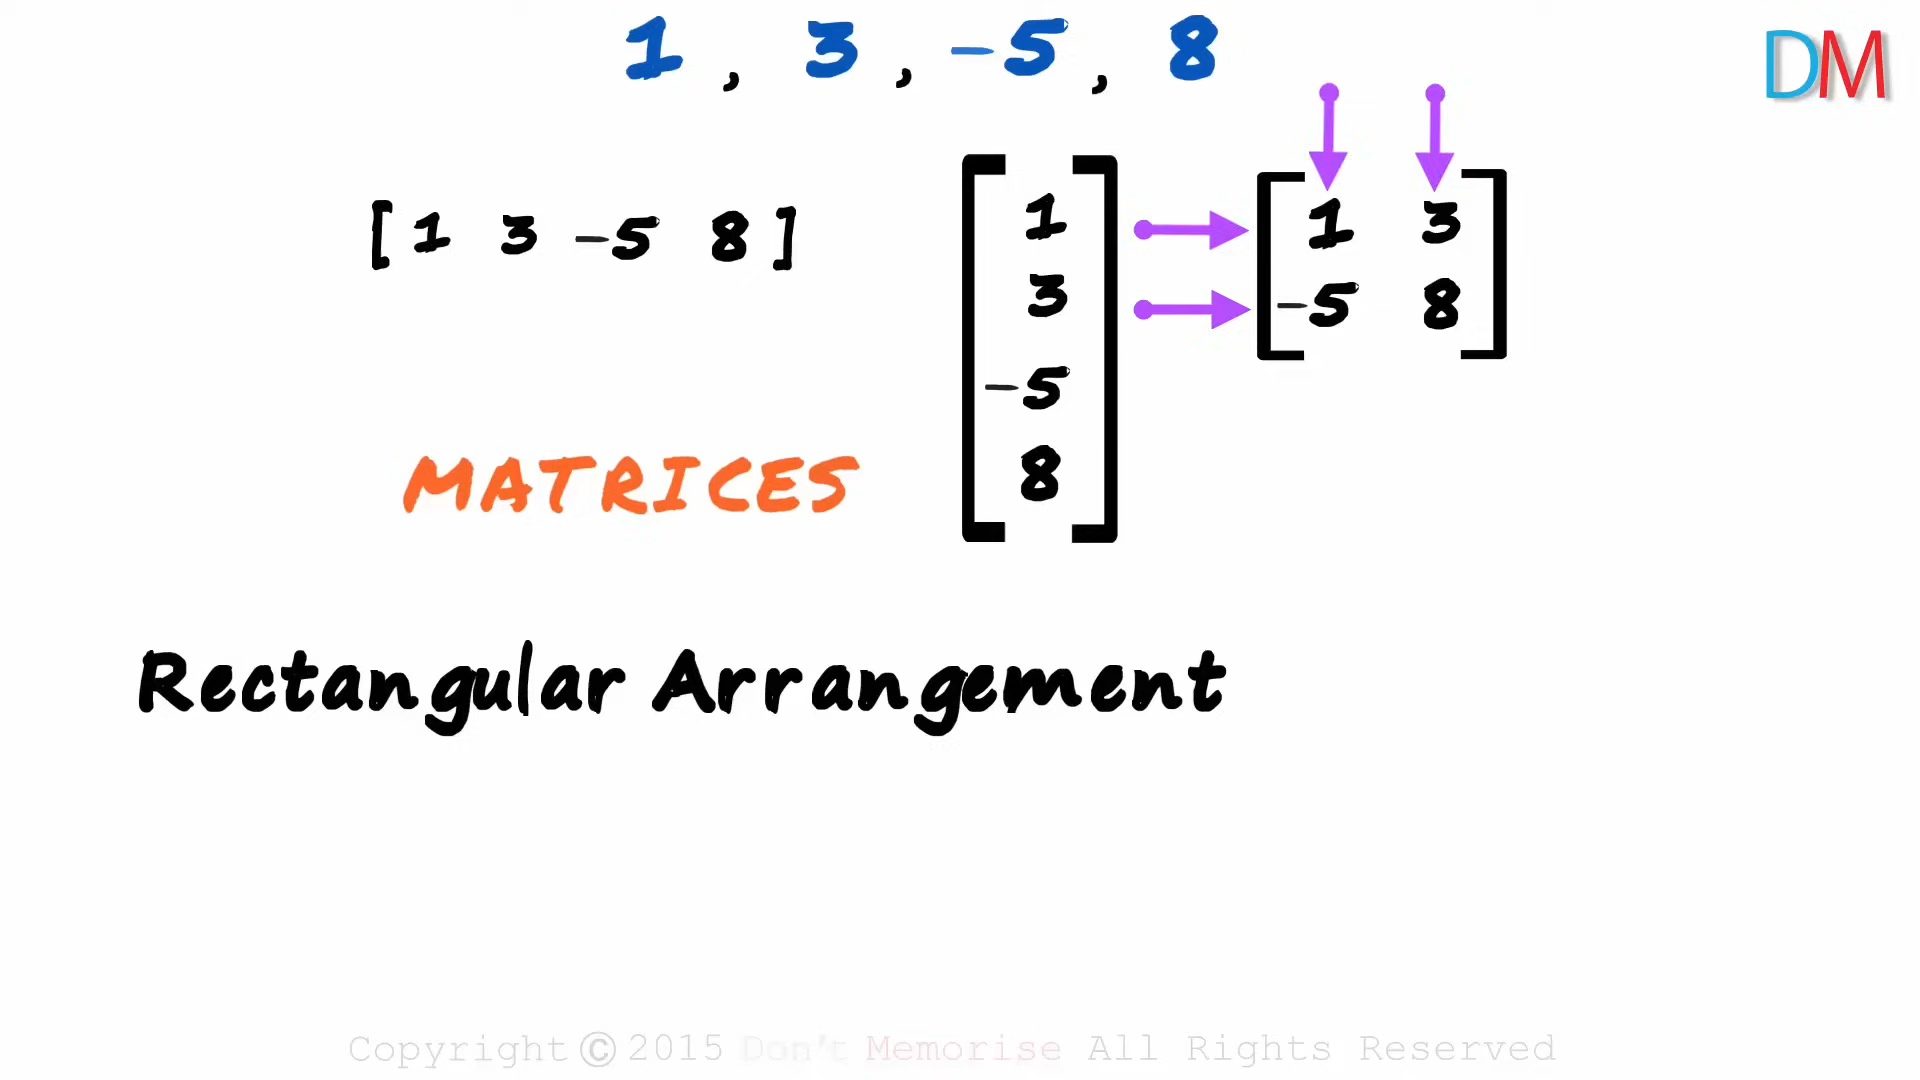 1 , 3 , -5 , 8
DM
[ 1 3 -5 8 ]
1
3
-5
8
1 3
-5 8
MATRICES
Rectangular Arrangement
Copyright © 2015 Don't Memorise All Rights Reserved